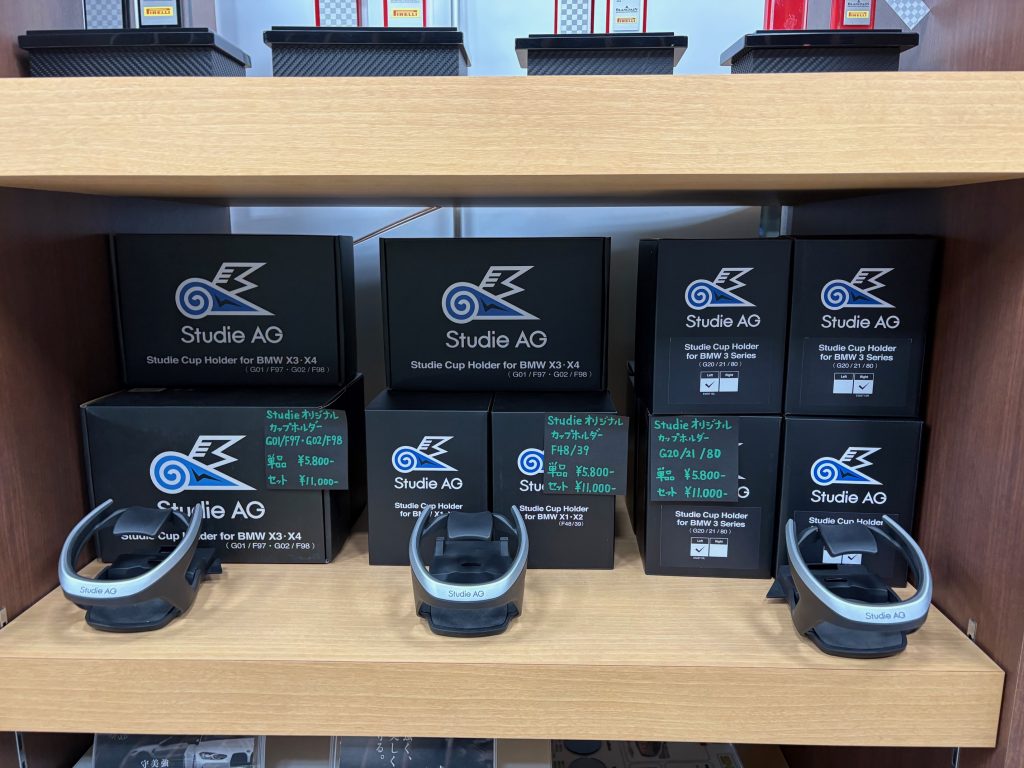 PIRELLI
PIRELLI
PIRELLI
PIRELLI
Studie AG
Studie Cup Holder for BMW X3・X4
( G01 / F97 ・ G02 / F98 )
Studie AG
Studie Cup Holder for BMW X3・X4
( G01 / F97 ・ G02 / F98 )
Studie AG
Studie Cup Holder
for BMW 3 Series
( G20 / 21 / 80 )
Left Right
Studie AG
Studie Cup Holder
for BMW 3 Series
( G20 / 21 / 80 )
Left Right
Studie AG
Studie Cup Holder for BMW X3・X4
( G01 / F97 ・ G02 / F98 )
Studieオリジナル
カップホルダー
G01/F97・G02/F98
単品 ¥5.800-
セット ¥11,000-
Studie AG
Studie Cup Holder
for BMW
Studieオリジナル
カップホルダー
F48/39
単品 ¥5.800-
セット ¥11,000-
Studie Cup Holder
for BMW X1・X2
( F48 / 39 )
Studieオリジナル
カップホルダー
G20/21/80
単品 ¥5.800-
セット ¥11,000-
Studie Cup Holder
for BMW 3 Series
( G20 / 21 / 80 )
Left Right
Studie AG
Studie Cup Holder
Studie AG
Studie AG
Studie AG